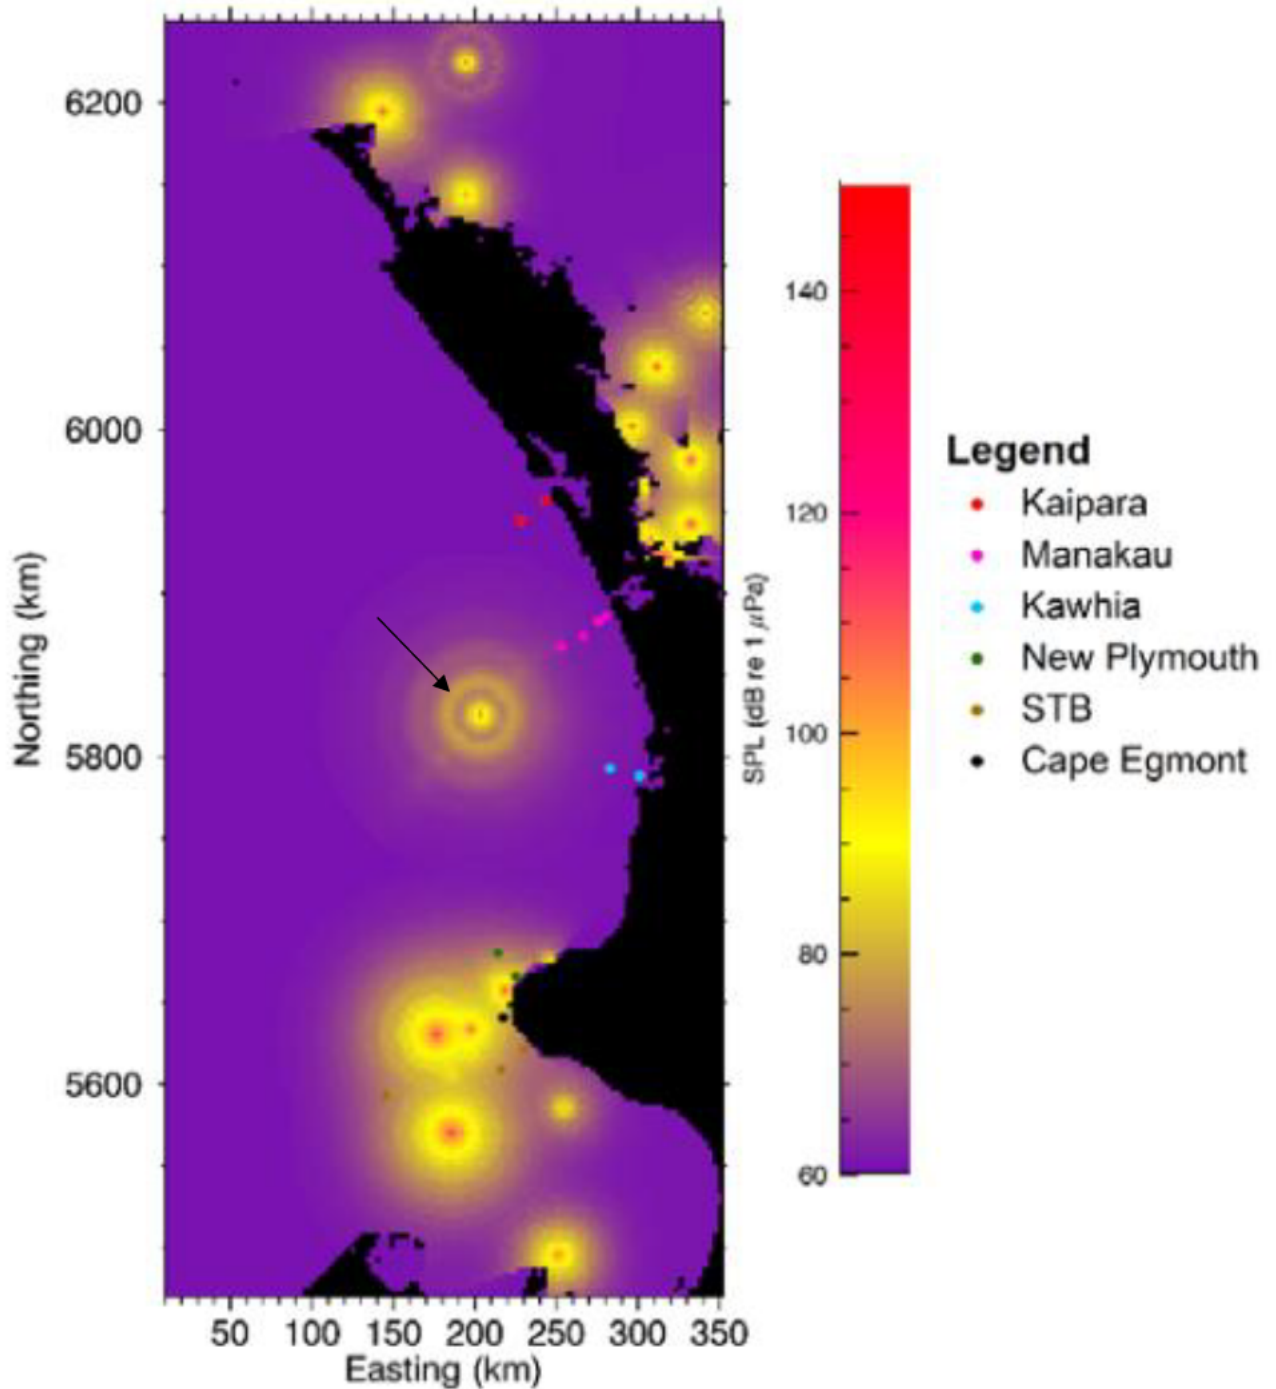 6200
6000
5800
5600
Northing (km)
50 100 150 200 250 300 350
Easting (km)
140
120
100
80
60
SPL (dB re 1 μPa)
Legend
Kaipara
Manakau
Kawhia
New Plymouth
STB
Cape Egmont